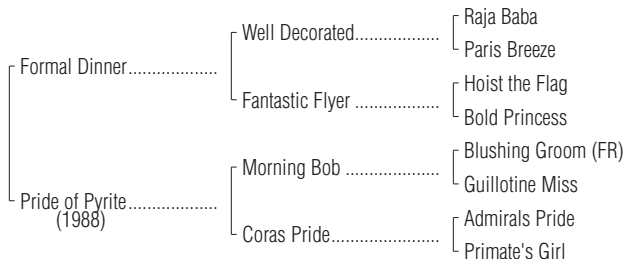 Raja Baba
Well Decorated..................
Paris Breeze
Formal Dinner...................
Hoist the Flag
Fantastic Flyer ..................
Bold Princess
Blushing Groom (FR)
Morning Bob ....................
Guillotine Miss
Pride of Pyrite...................
(1988)
Admirals Pride
Coras Pride.......................
Primate's Girl